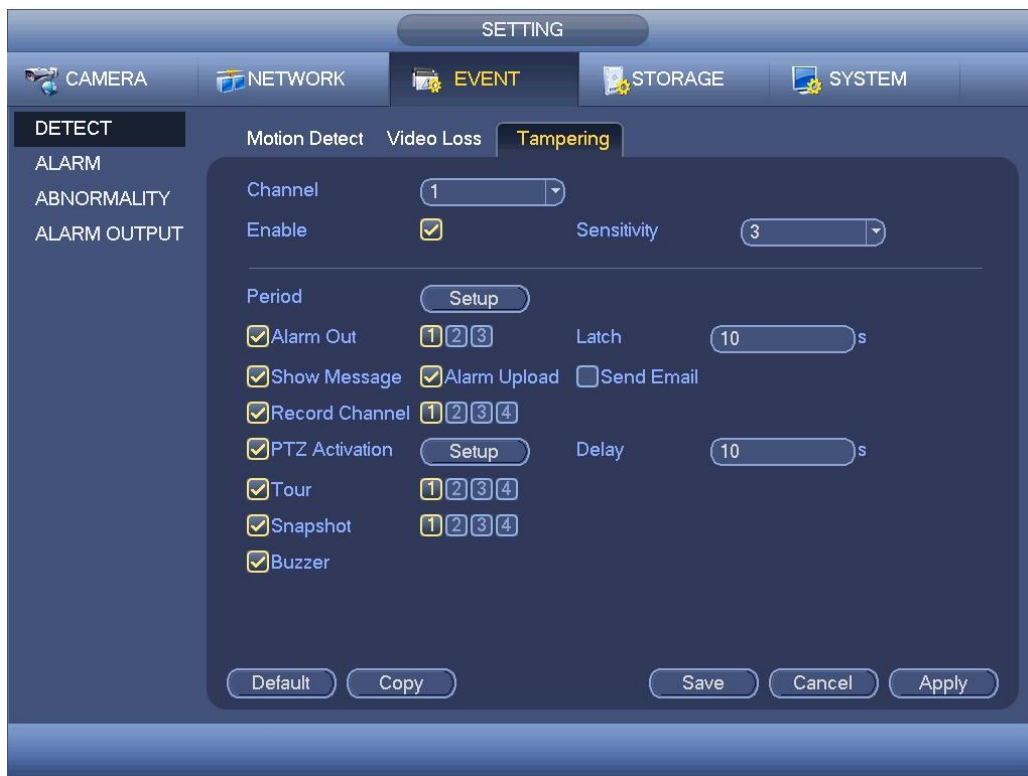 SETTING
CAMERA NETWORK EVENT STORAGE SYSTEM
DETECT
ALARM
ABNORMALITY
ALARM OUTPUT
Motion Detect Video Loss Tampering
Channel 1
Enable Sensitivity 3
Period Setup
Alarm Out 1 2 3 Latch 10 s
Show Message Alarm Upload Send Email
Record Channel 1 2 3 4
PTZ Activation Setup Delay 10 s
Tour 1 2 3 4
Snapshot 1 2 3 4
Buzzer
Default Copy Save Cancel Apply